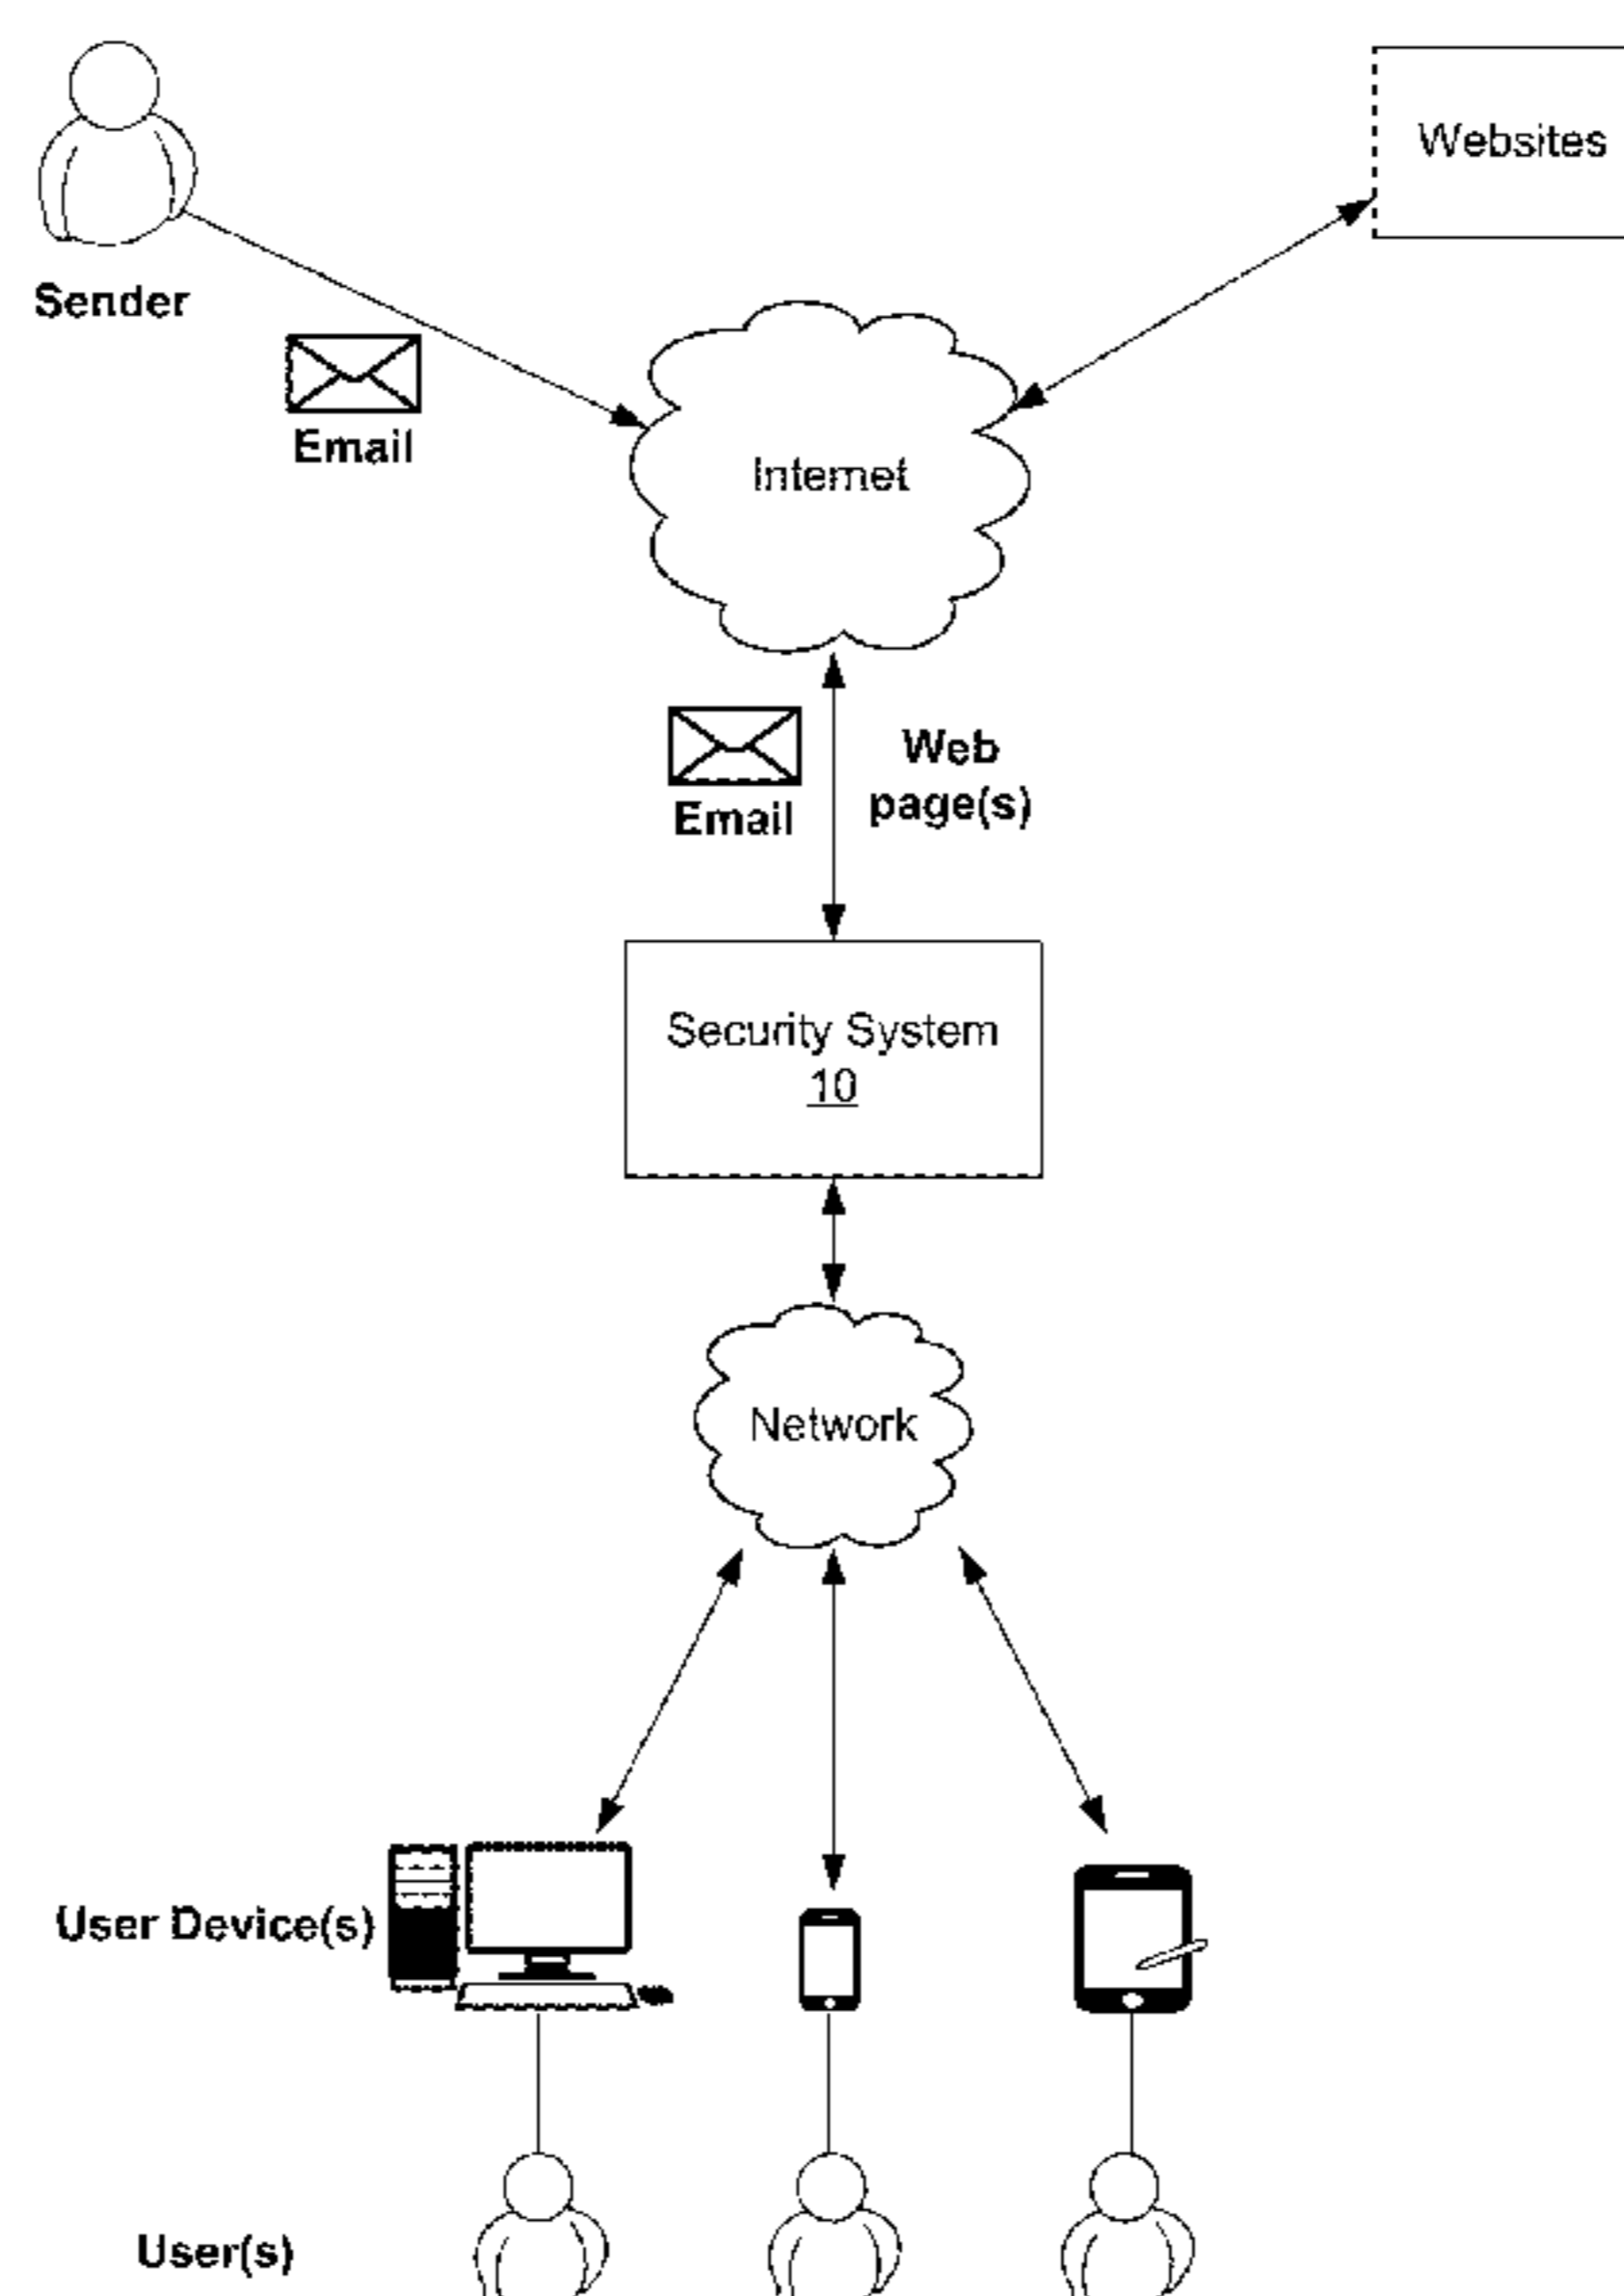 Websites
Sender
Email
Internet
Email
Web
page(s)
Security System
10
Network
User Device(s)
User(s)